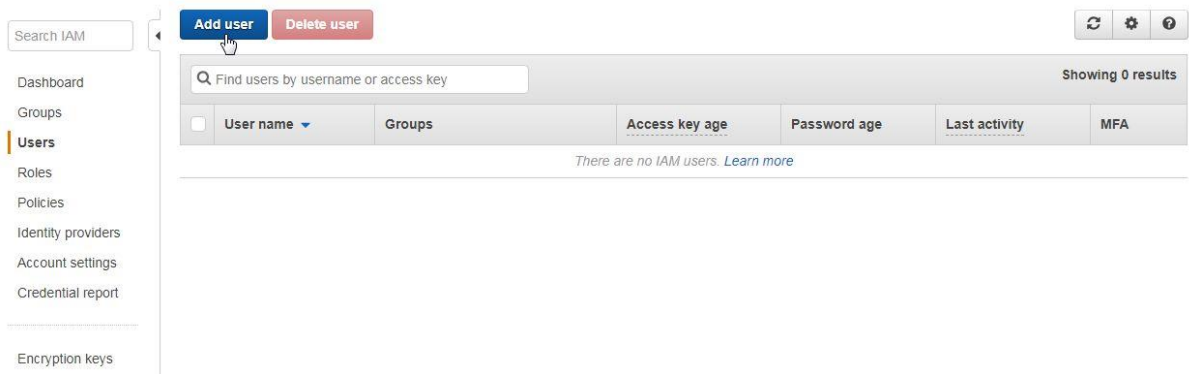 Search IAM
Dashboard
Groups
Users
Roles
Policies
Identity providers
Account settings
Credential report
Encryption keys
Add user Delete user
Find users by username or access key Showing 0 results
User name Groups Access key age Password age Last activity MFA
There are no IAM users. Learn more